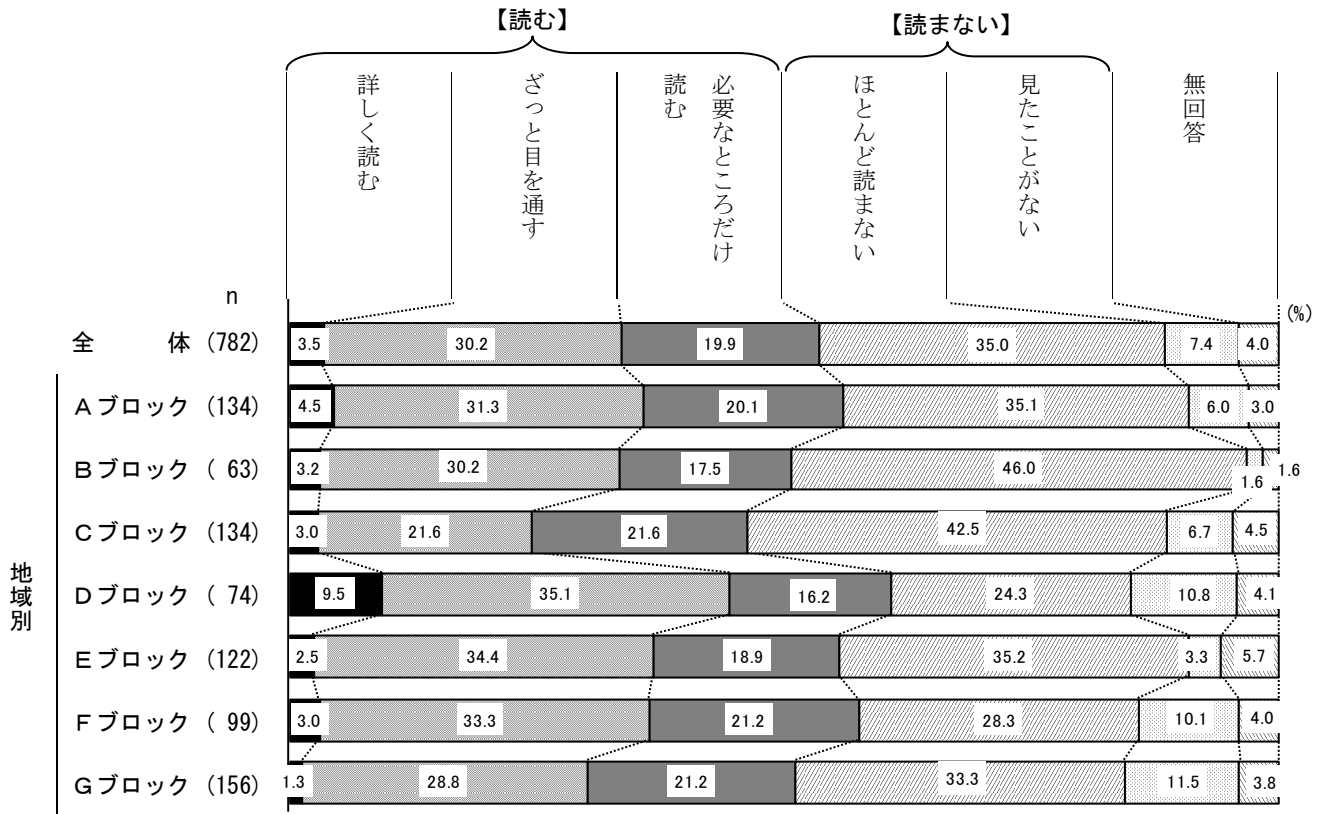 【読む】 【読まない】
詳しく読む
ざっと目を通す
必要なところだけ
読む
ほとんど読まない
見たことがない
無回答
n
(%)
全 体 (782) 3.5 30.2 19.9 35.0 7.4 4.0
地域別
Aブロック (134) 4.5 31.3 20.1 35.1 6.0 3.0
Bブロック ( 63) 3.2 30.2 17.5 46.0 1.6 1.6
Cブロック (134) 3.0 21.6 21.6 42.5 6.7 4.5
Dブロック ( 74) 9.5 35.1 16.2 24.3 10.8 4.1
Eブロック (122) 2.5 34.4 18.9 35.2 3.3 5.7
Fブロック ( 99) 3.0 33.3 21.2 28.3 10.1 4.0
Gブロック (156) 1.3 28.8 21.2 33.3 11.5 3.8